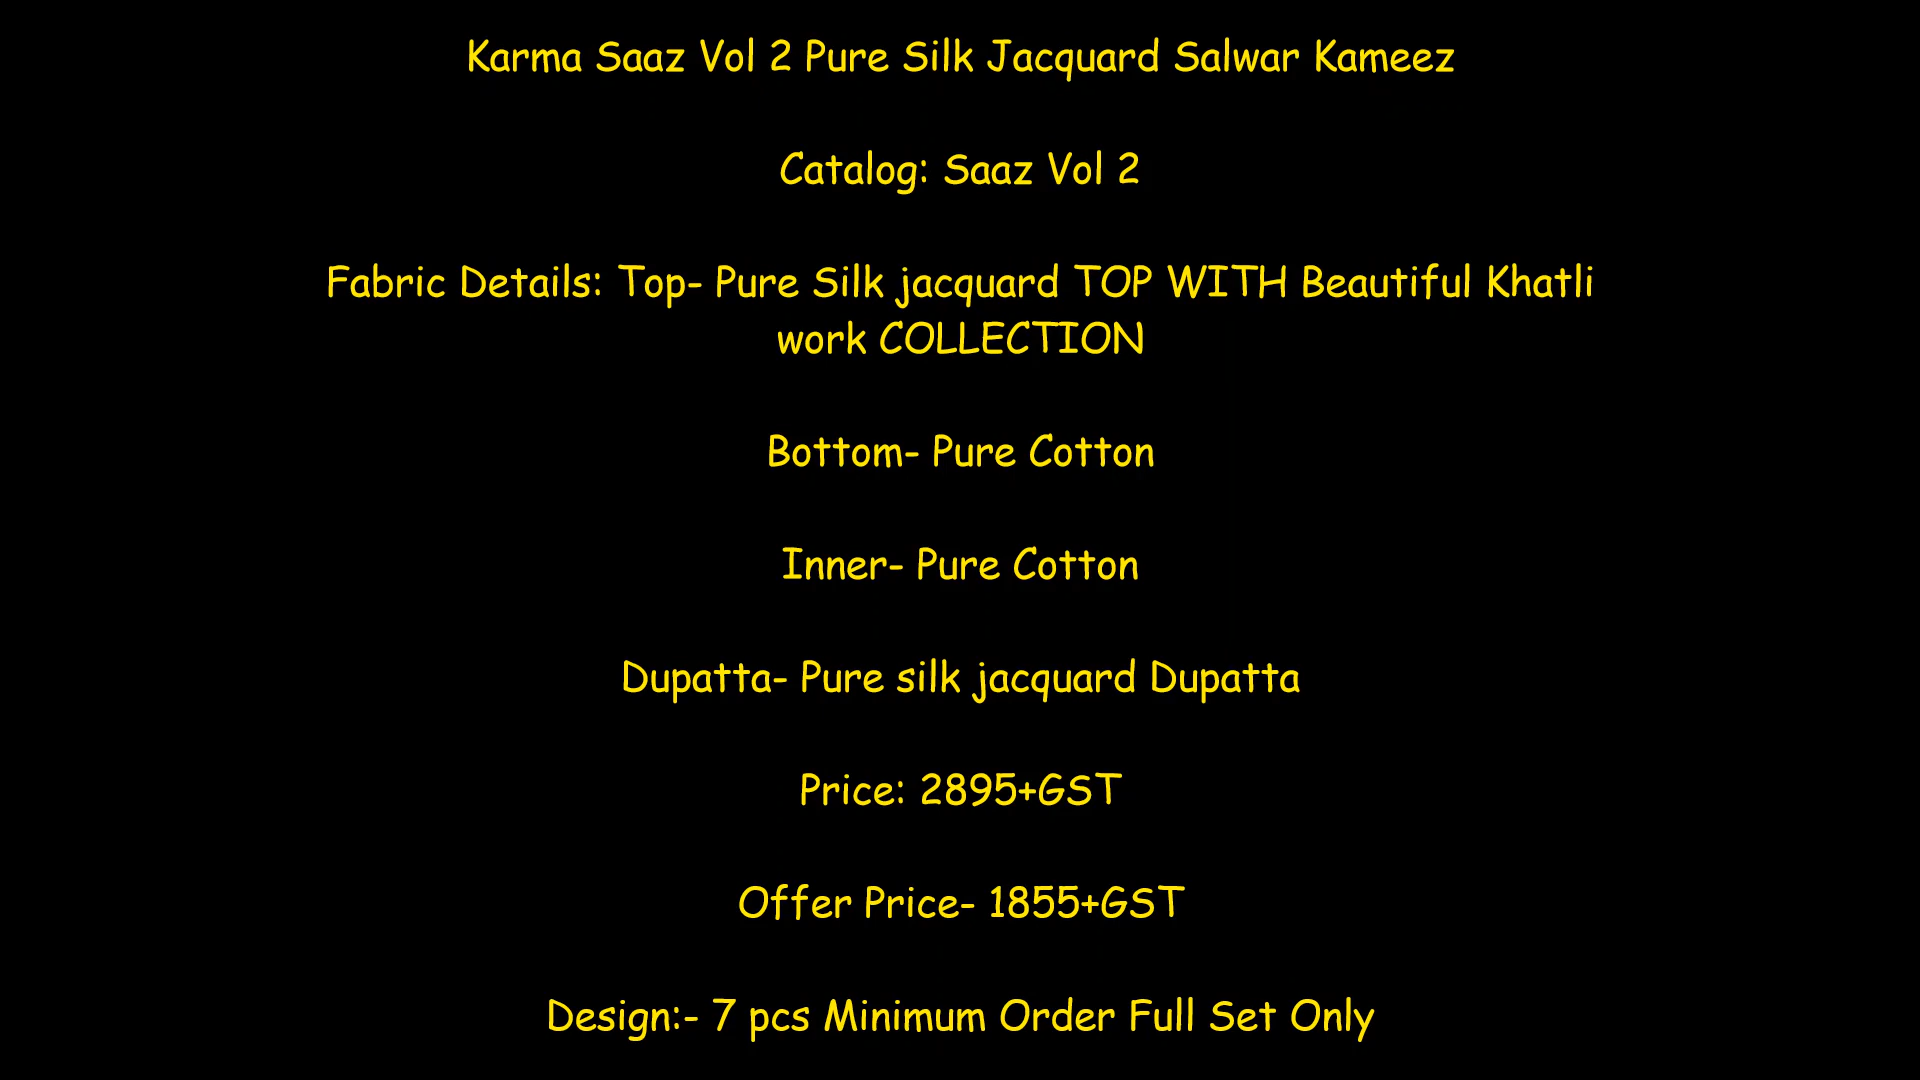 Karma Saaz Vol 2 Pure Silk Jacquard Salwar Kameez
Catalog: Saaz Vol 2
Fabric Details: Top- Pure Silk jacquard TOP WITH Beautiful Khatli
work COLLECTION
Bottom- Pure Cotton
Inner- Pure Cotton
Dupatta- Pure silk jacquard Dupatta
Price: 2895+GST
Offer Price- 1855+GST
Design:- 7 pcs Minimum Order Full Set Only